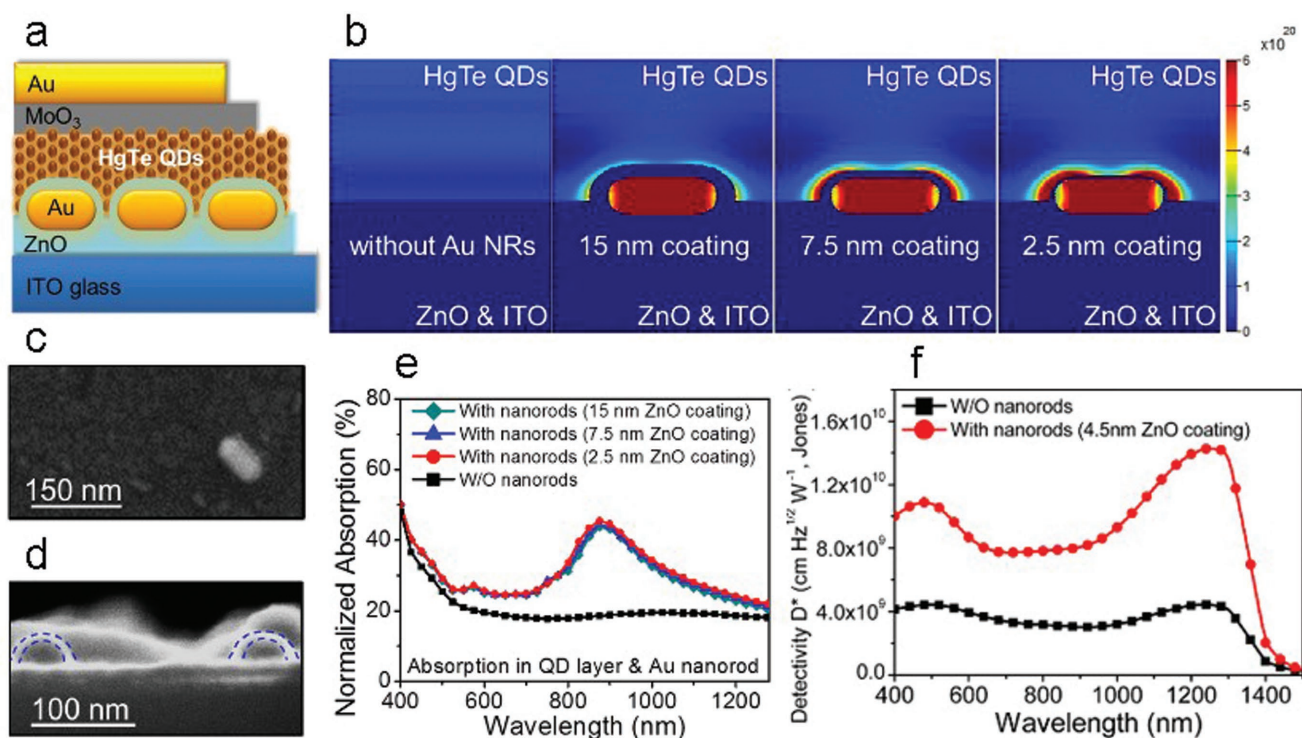 a
Au
MoO3
HgTe QDs
Au
ZnO
ITO glass
b
x10^20
HgTe QDs
HgTe QDs
HgTe QDs
HgTe QDs
without Au NRs
15 nm coating
7.5 nm coating
2.5 nm coating
ZnO & ITO
ZnO & ITO
ZnO & ITO
ZnO & ITO
6
5
4
3
2
1
0
c
150 nm
d
100 nm
e
With nanorods (15 nm ZnO coating)
With nanorods (7.5 nm ZnO coating)
With nanorods (2.5 nm ZnO coating)
W/O nanorods
Normalized Absorption (%)
80
60
40
20
0
Absorption in QD layer & Au nanorod
400 600 800 1000 1200
Wavelength (nm)
f
W/O nanorods
With nanorods (4.5nm ZnO coating)
Detectivity D* (cm Hz^1/2 W^-1, Jones)
1.6x10^10
1.2x10^10
8.0x10^9
4.0x10^9
0.0
400 600 800 1000 1200 1400
Wavelength (nm)